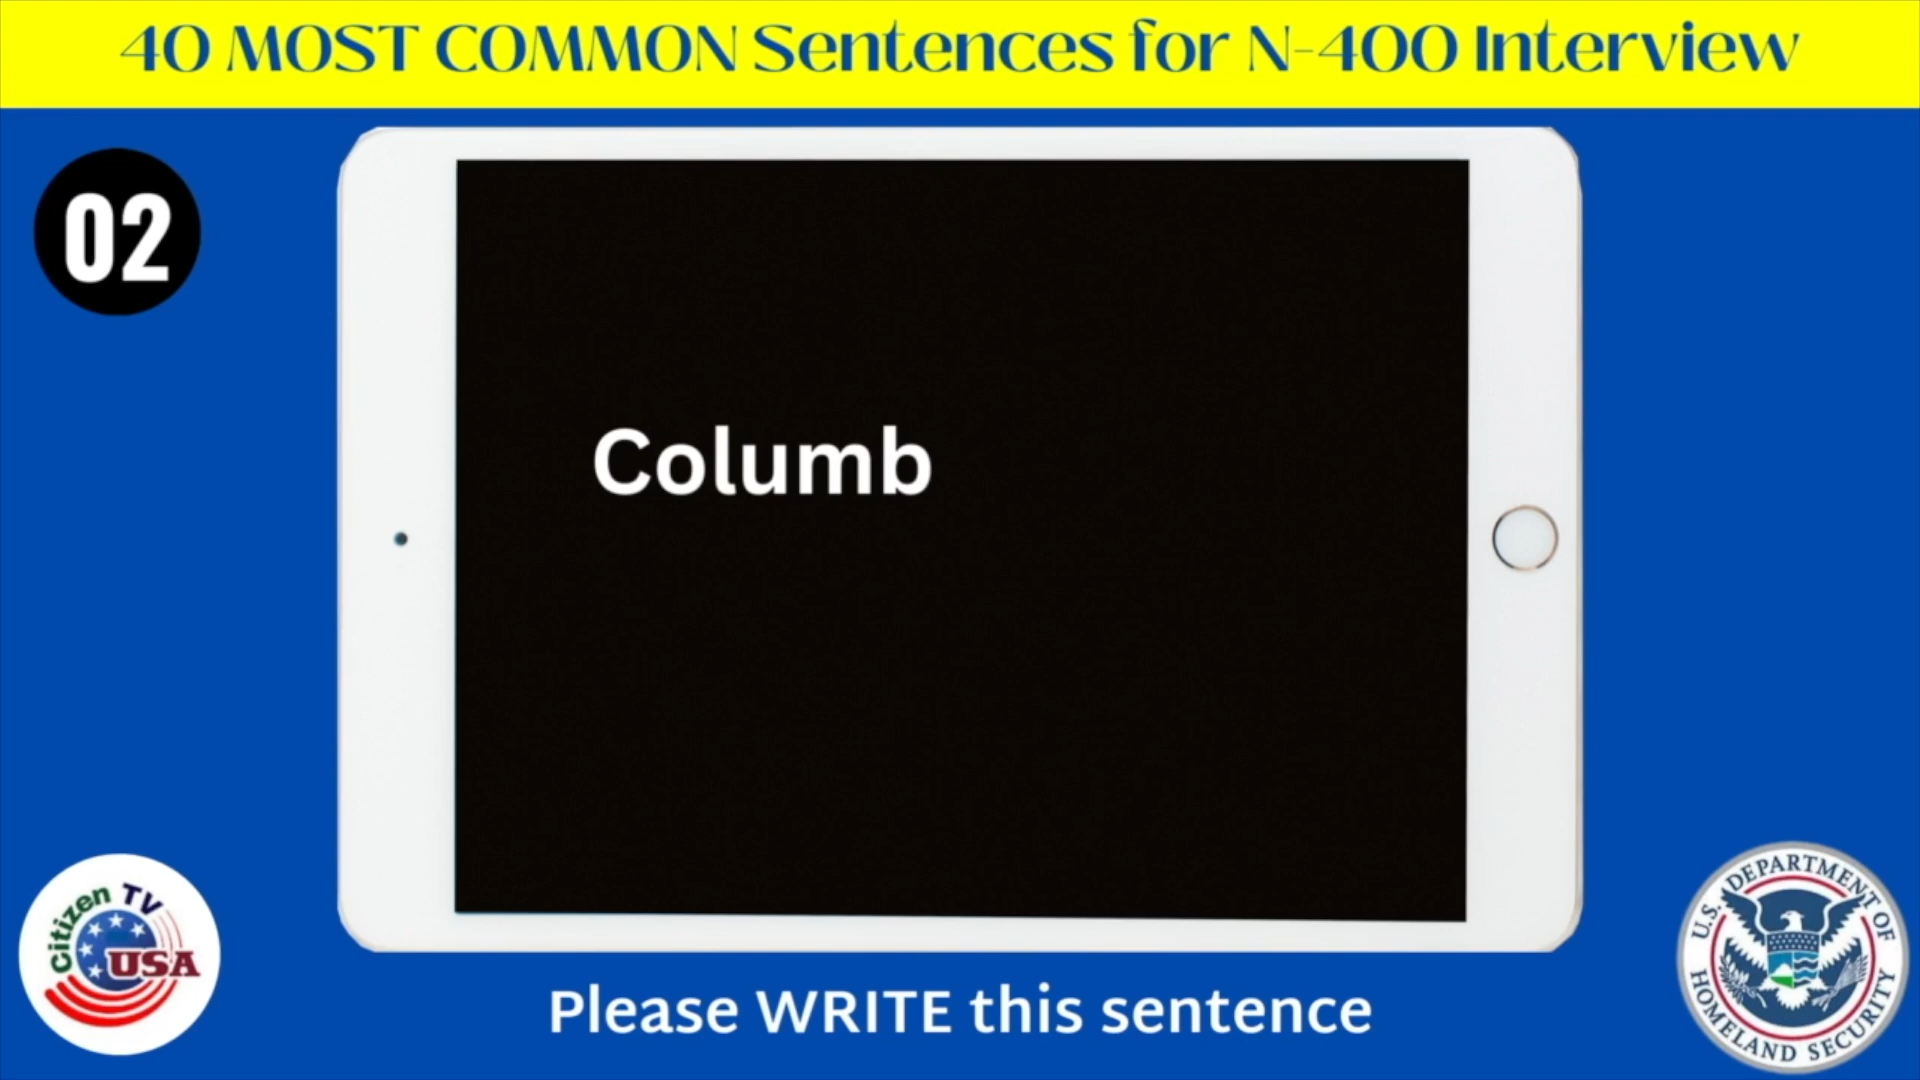 40 MOST COMMON Sentences for N-400 Interview
02
Columb
Citizen TV
USA
U.S. DEPARTMENT OF
HOMELAND SECURITY
Please WRITE this sentence